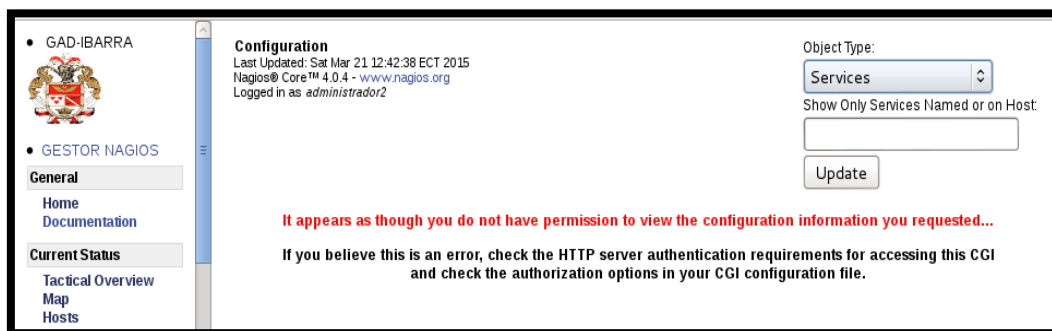 GAD-IBARRA
GESTOR NAGIOS
General
Home
Documentation
Current Status
Tactical Overview
Map
Hosts
Configuration
Last Updated: Sat Mar 21 12:42:38 ECT 2015
Nagios® Core™ 4.0.4 - www.nagios.org
Logged in as administrador2
Object Type:
Services
Show Only Services Named or on Host:
Update
It appears as though you do not have permission to view the configuration information you requested...
If you believe this is an error, check the HTTP server authentication requirements for accessing this CGI
and check the authorization options in your CGI configuration file.